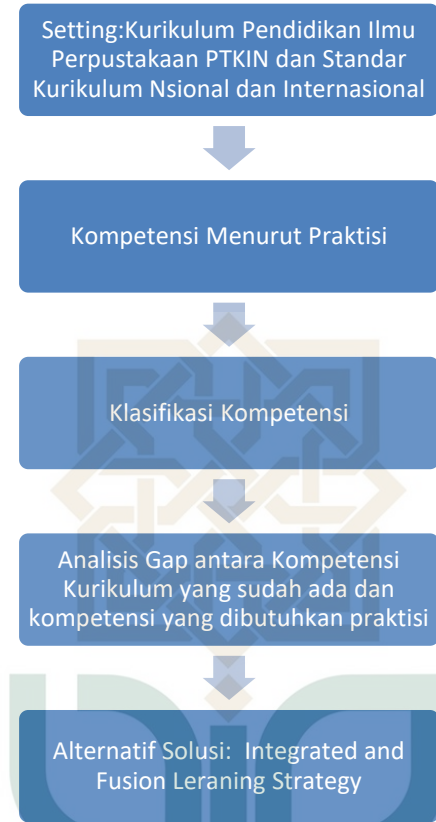 Setting:Kurikulum Pendidikan Ilmu
Perpustakaan PTKIN dan Standar
Kurikulum Nsional dan Internasional
Kompetensi Menurut Praktisi
Klasifikasi Kompetensi
Analisis Gap antara Kompetensi
Kurikulum yang sudah ada dan
kompetensi yang dibutuhkan praktisi
Alternatif Solusi: Integrated and
Fusion Leraning Strategy